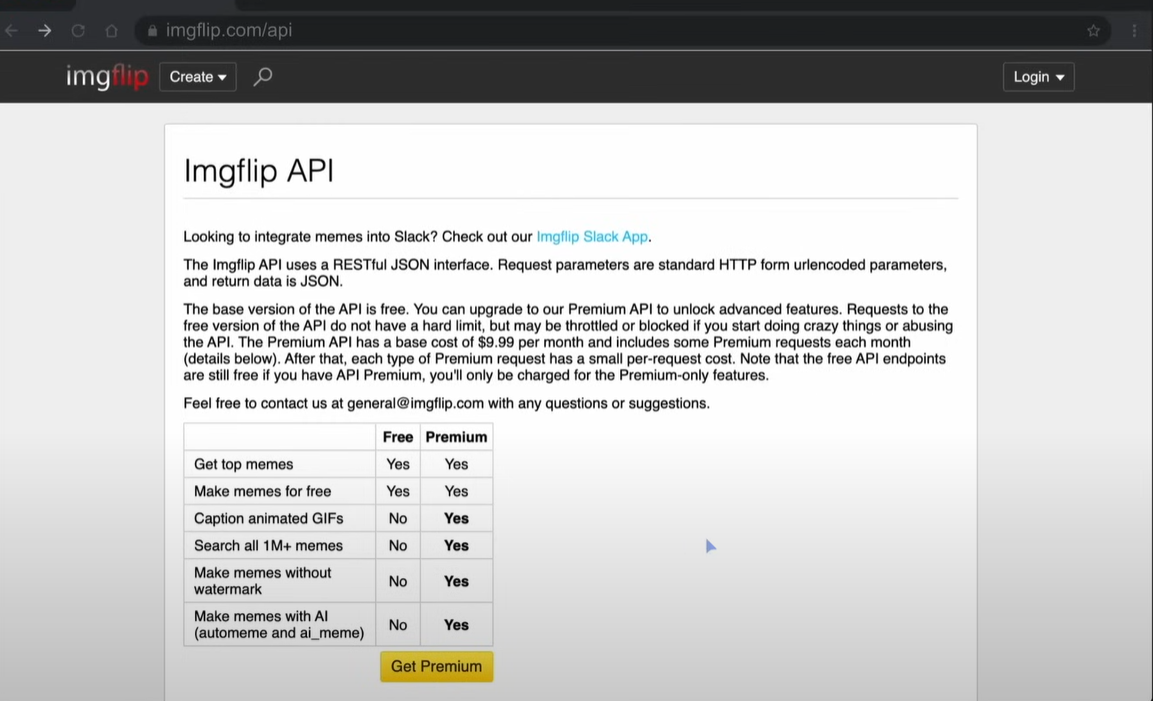 imgflip.com/api
imgflip
Create
Login
Imgflip API
Looking to integrate memes into Slack? Check out our Imgflip Slack App.
The Imgflip API uses a RESTful JSON interface. Request parameters are standard HTTP form urlencoded parameters,
and return data is JSON.
The base version of the API is free. You can upgrade to our Premium API to unlock advanced features. Requests to the
free version of the API do not have a hard limit, but may be throttled or blocked if you start doing crazy things or abusing
the API. The Premium API has a base cost of $9.99 per month and includes some Premium requests each month
(details below). After that, each type of Premium request has a small per-request cost. Note that the free API endpoints
are still free if you have API Premium, you'll only be charged for the Premium-only features.
Feel free to contact us at general@imgflip.com with any questions or suggestions.
Free Premium
Get top memes Yes Yes
Make memes for free Yes Yes
Caption animated GIFs No Yes
Search all 1M+ memes No Yes
Make memes without
watermark No Yes
Make memes with AI
(automeme and ai_meme) No Yes
Get Premium